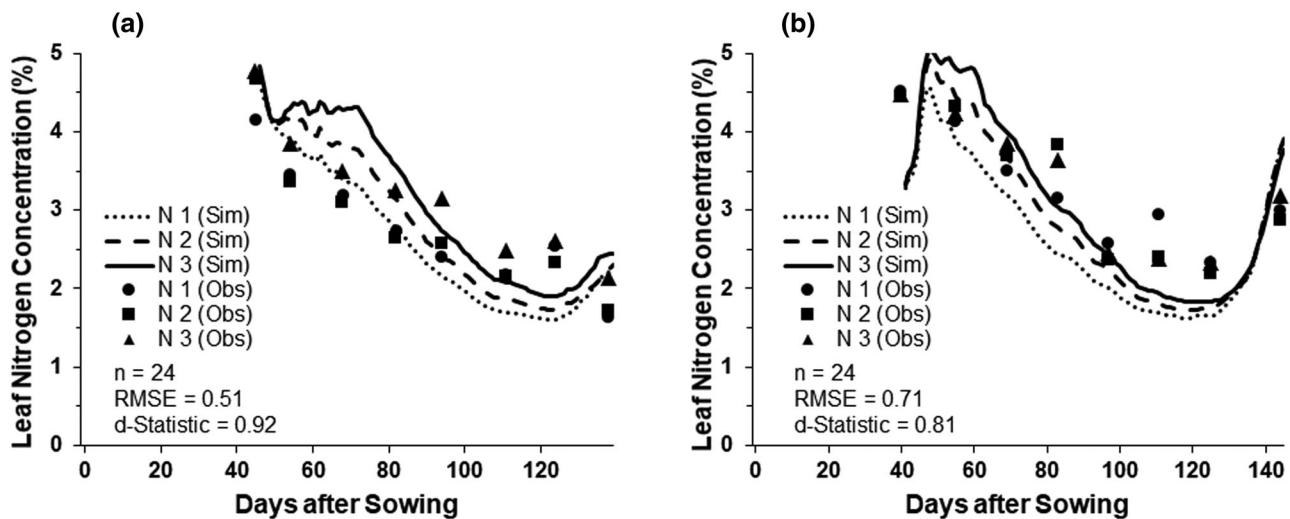 (a)
Leaf Nitrogen Concentration (%)
5
4
3
2
1
0
N 1 (Sim)
N 2 (Sim)
N 3 (Sim)
N 1 (Obs)
N 2 (Obs)
N 3 (Obs)
n = 24
RMSE = 0.51
d-Statistic = 0.92
0 20 40 60 80 100 120
Days after Sowing
(b)
Leaf Nitrogen Concentration (%)
5
4
3
2
1
0
N 1 (Sim)
N 2 (Sim)
N 3 (Sim)
N 1 (Obs)
N 2 (Obs)
N 3 (Obs)
n = 24
RMSE = 0.71
d-Statistic = 0.81
0 20 40 60 80 100 120 140
Days after Sowing